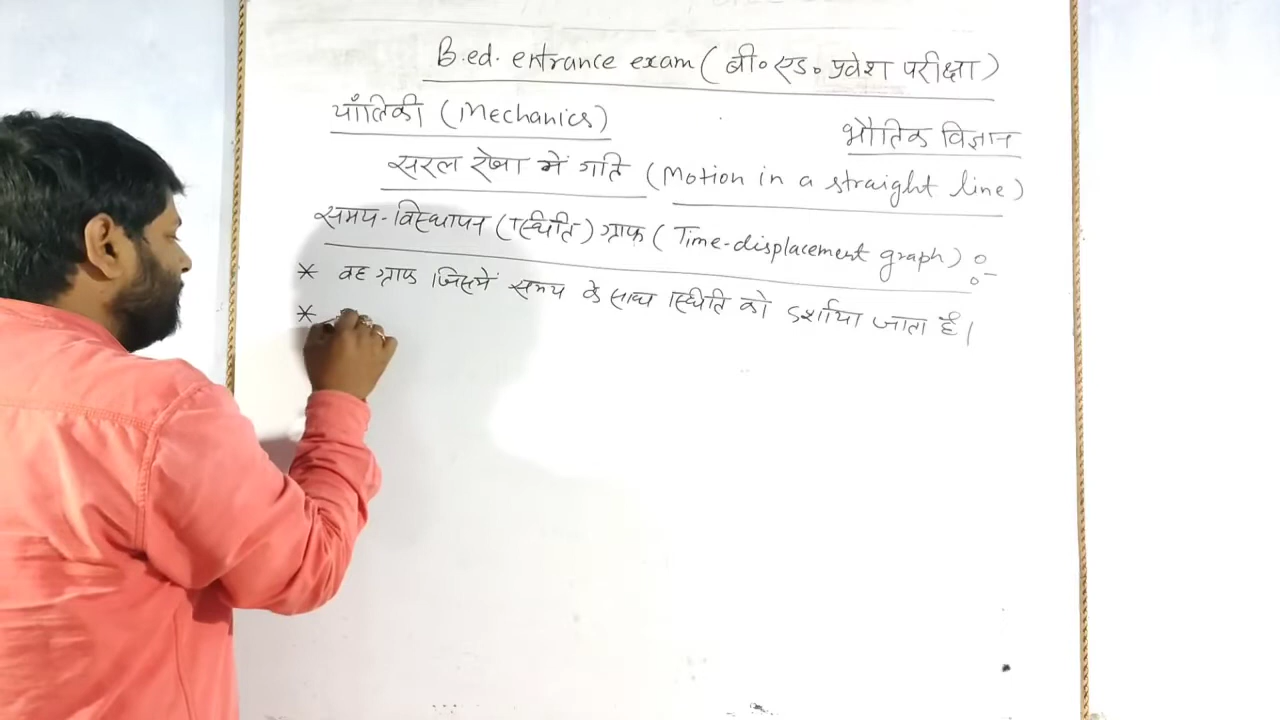 B.ed. entrance exam (बी॰एड॰ प्रवेश परीक्षा)
याँत्रिकी (Mechanics)
भौतिक विज्ञान
सरल रेखा में गति (Motion in a straight line)
समय-विस्थापन (स्थिति) ग्राफ (Time-displacement graph) :-
* वह ग्राफ जिसमें समय के साथ स्थिति को दर्शाया जाता है।
*